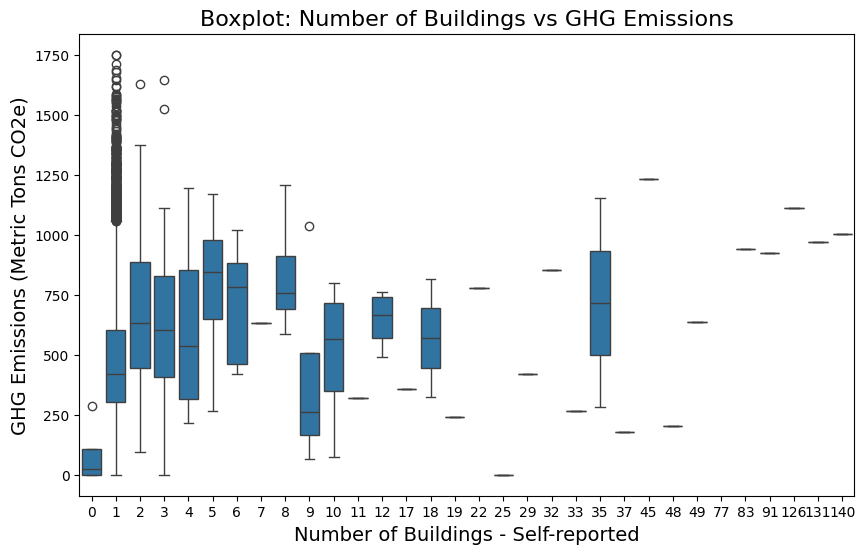 Boxplot: Number of Buildings vs GHG Emissions
GHG Emissions (Metric Tons CO2e)
1750
1500
1250
1000
750
500
250
0
0 1 2 3 4 5 6 7 8 9 10 11 12 17 18 19 22 25 29 32 33 35 37 45 48 49 77 83 91 126 131 140
Number of Buildings - Self-reported